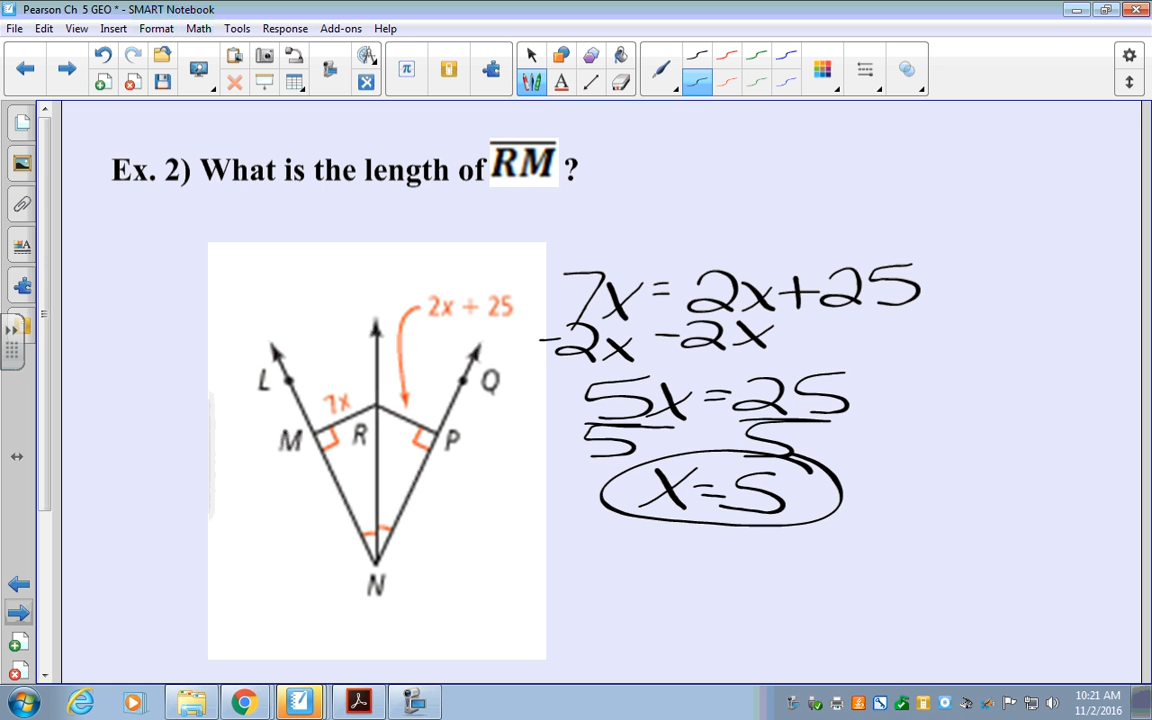 Pearson Ch 5 GEO * - SMART Notebook
File Edit View Insert Format Math Tools Response Add-ons Help
Ex. 2) What is the length of RM ?
2x + 25
L
Q
7x
M
R
P
N
7x = 2x+25
-2x -2x
5x = 25
5 5
x=5
10:21 AM
11/2/2016